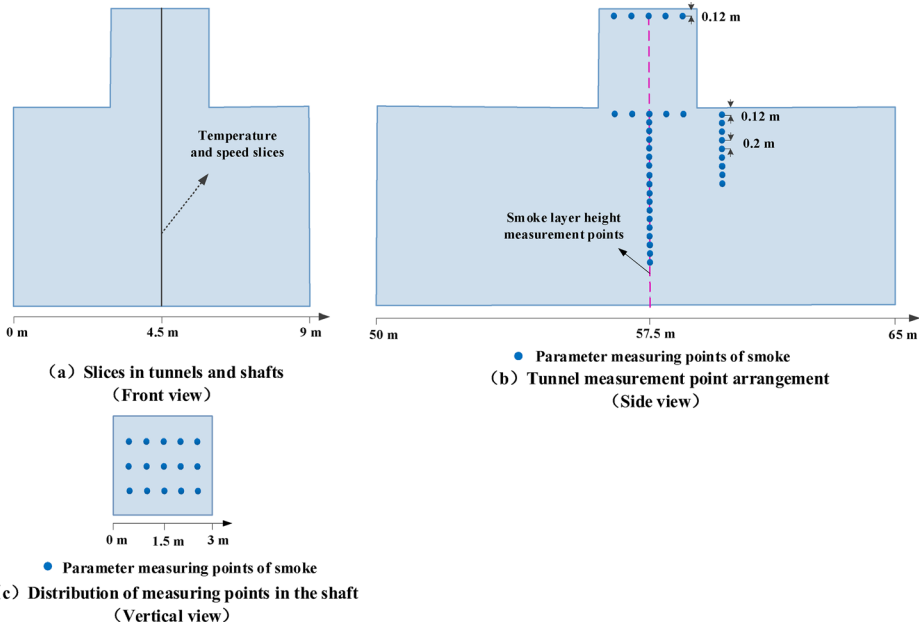 Temperature
and speed slices
0 m
4.5 m
9 m
(a) Slices in tunnels and shafts
(Front view)
0.12 m
0.12 m
0.2 m
Smoke layer height
measurement points
50 m
57.5 m
65 m
Parameter measuring points of smoke
(b) Tunnel measurement point arrangement
(Side view)
0 m
1.5 m
3 m
Parameter measuring points of smoke
c) Distribution of measuring points in the shaft
(Vertical view)